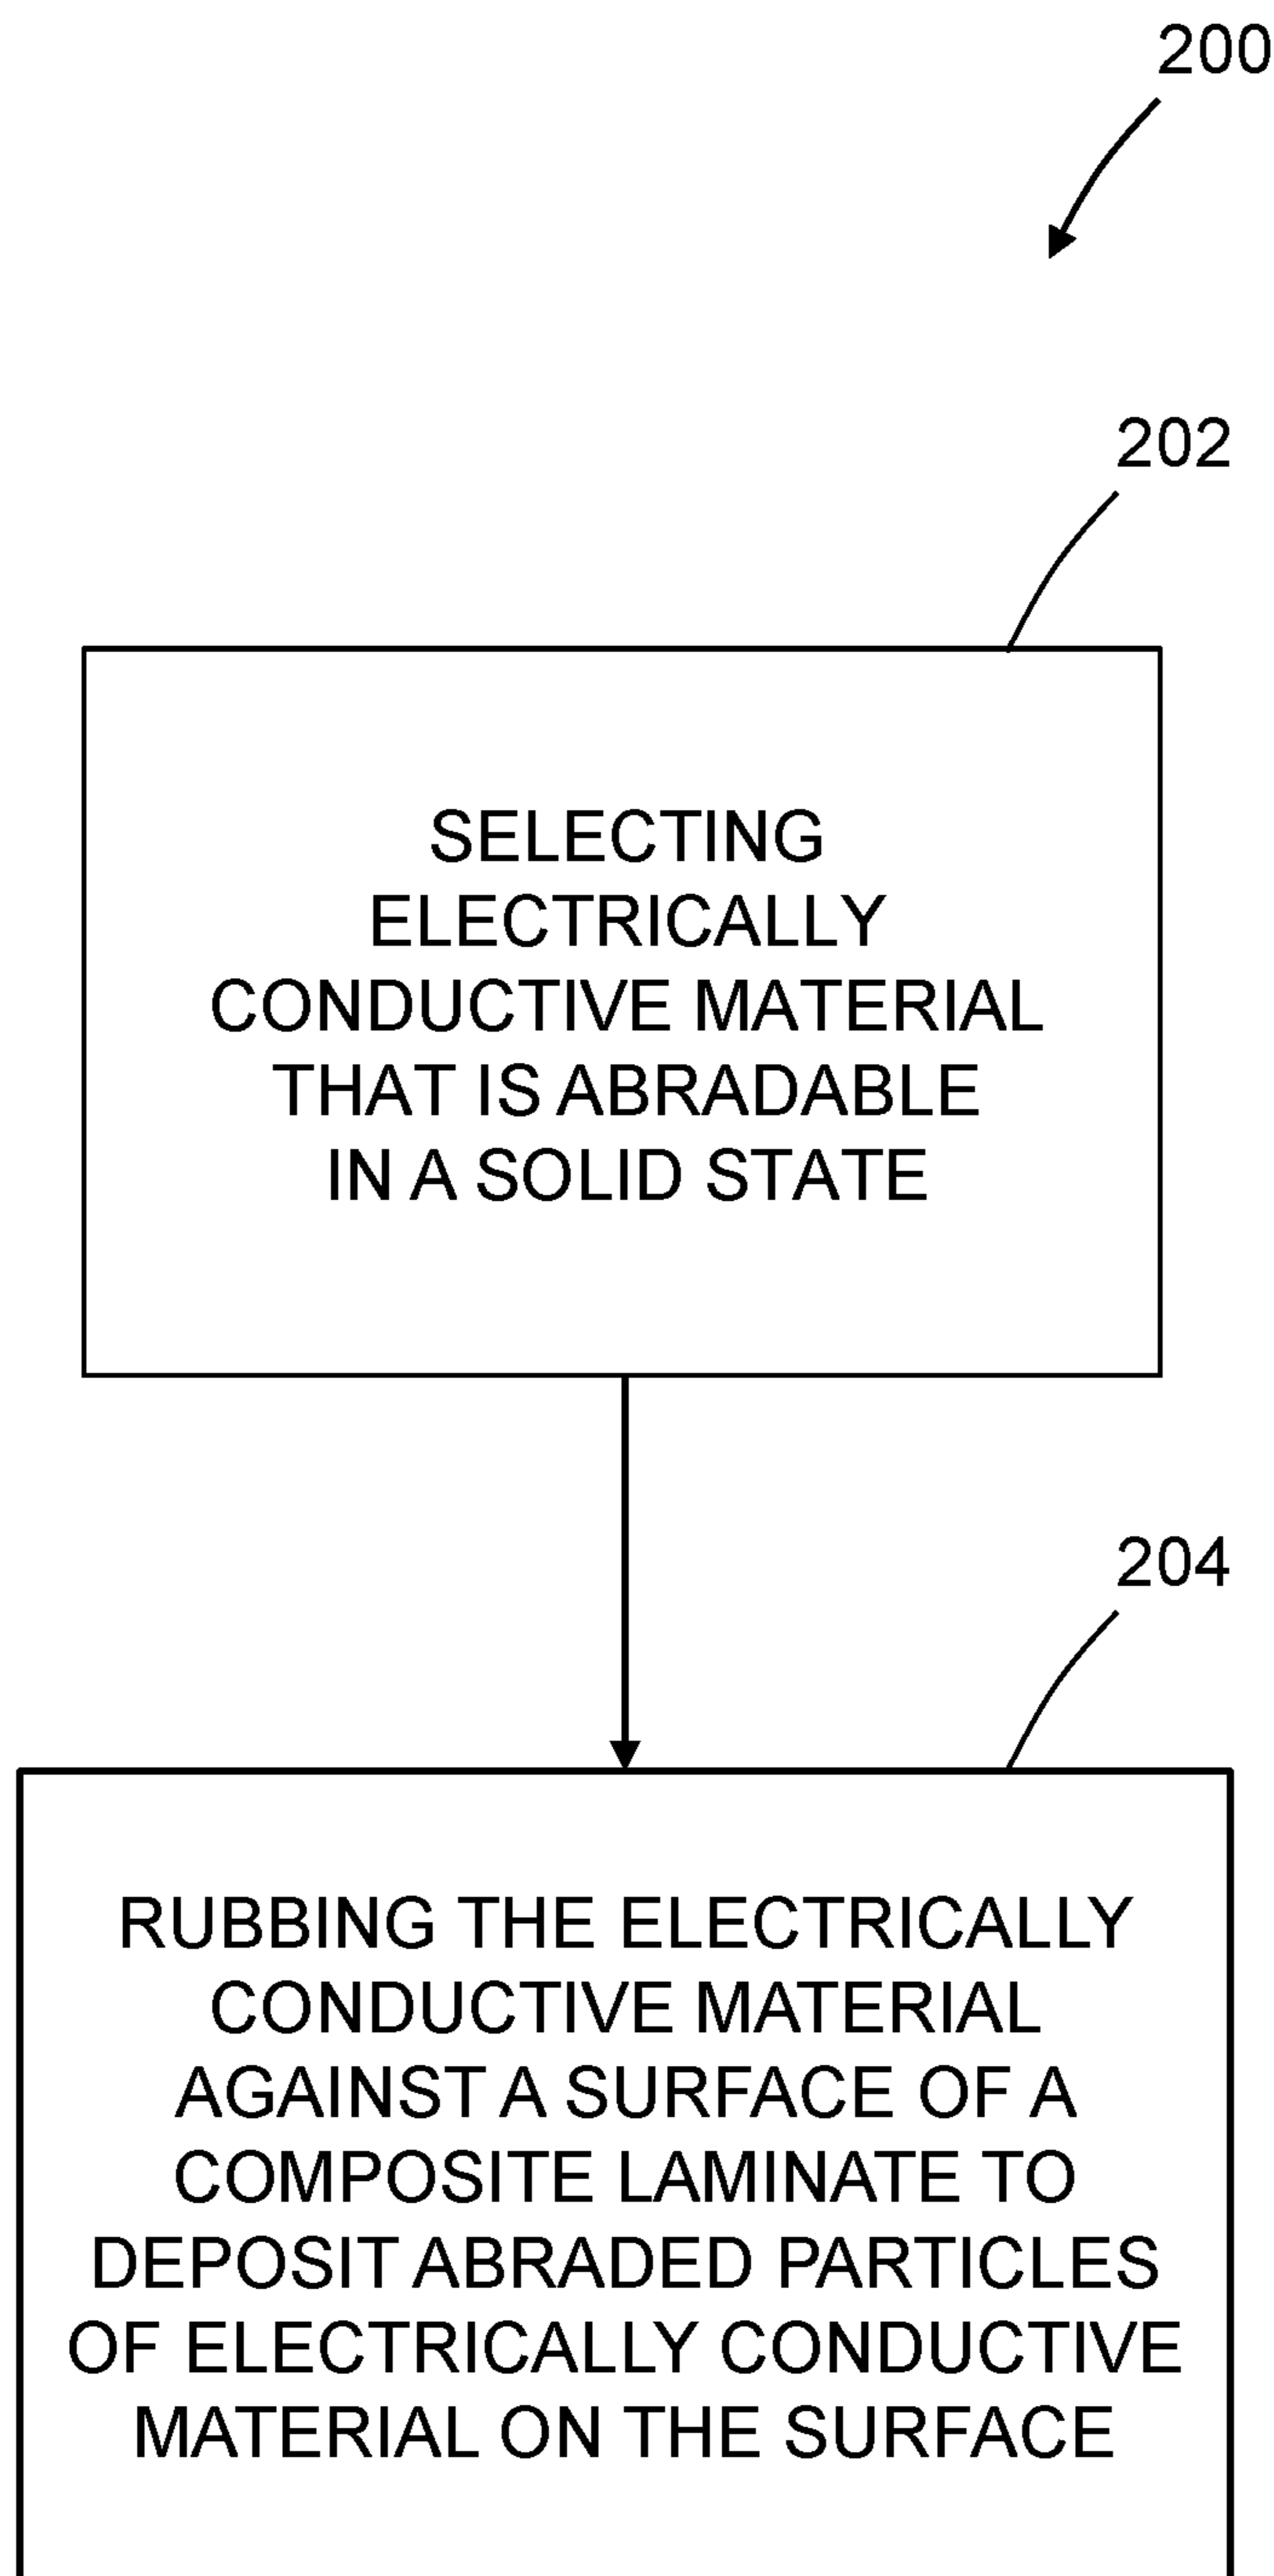 200
202
SELECTING
ELECTRICALLY
CONDUCTIVE MATERIAL
THAT IS ABRADABLE
IN A SOLID STATE
204
RUBBING THE ELECTRICALLY
CONDUCTIVE MATERIAL
AGAINST A SURFACE OF A
COMPOSITE LAMINATE TO
DEPOSIT ABRADED PARTICLES
OF ELECTRICALLY CONDUCTIVE
MATERIAL ON THE SURFACE